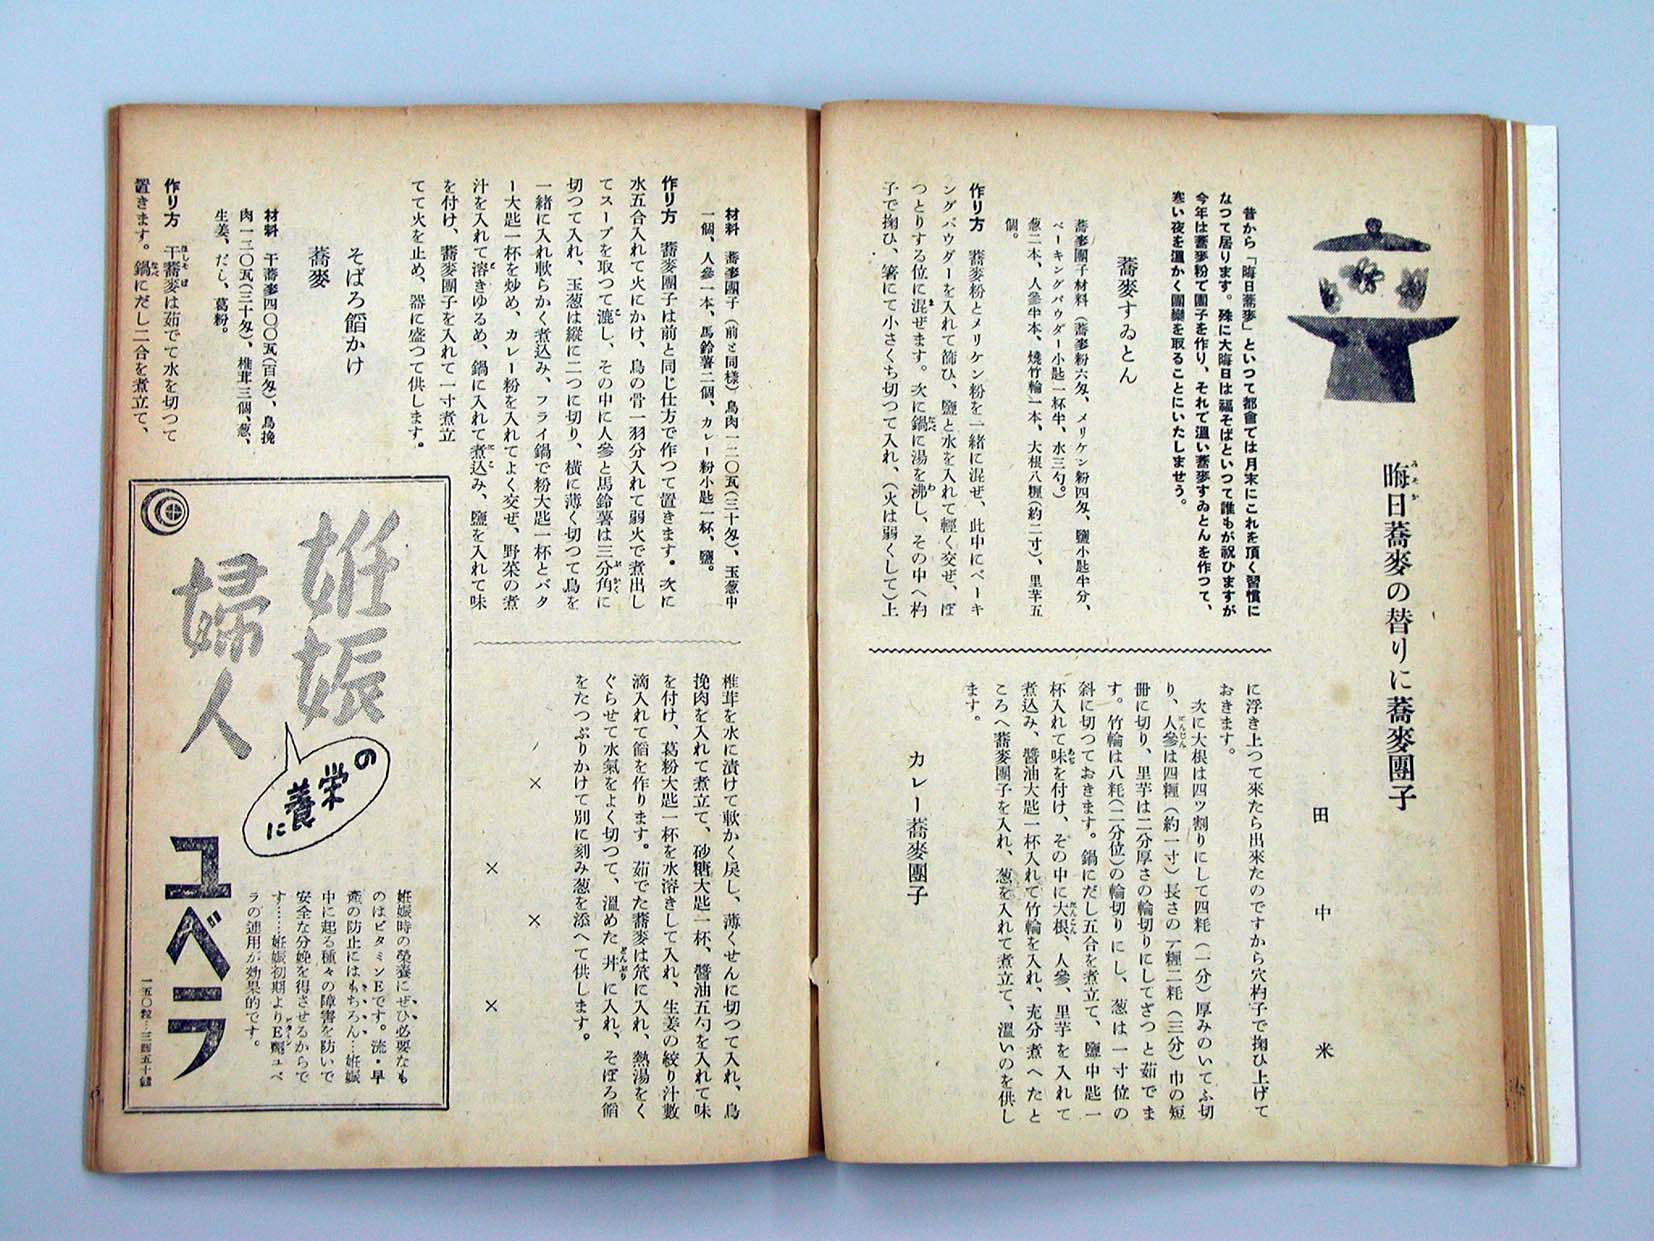 晦日蕎麥の替りに蕎麥團子
田中米
昔から「晦日蕎麥」といつて都會では月末にこれを頂く習慣に
なつて居ります。殊に大晦日は福そばといつて誰もが祝ひますが
今年は蕎麥粉で團子を作り、それで溫い蕎麥すゐとんを作つて、
寒い夜を溫かく團欒を取ることにいたしませう。
蕎麥すゐとん
蕎麥團子材料（蕎麥粉六匁、メリケン粉四匁、鹽小匙半分、
ベーキングパウダー小匙一杯半、水三勺。）
葱二本、人參半本、燒竹輪一本、大根八糎（約二寸）、里芋五
個。
作り方　蕎麥粉とメリケン粉を一緒に混ぜ、此中にベーキ
ングパウダーを入れて篩ひ、鹽と水を入れて輕く交ぜ、ぼ
つとりする位に混ぜます。次に鍋に湯を沸し、その中へ杓
子で掬ひ、箸にて小さくち切つて入れ、（火は弱くして）上
に浮き上つて來たら出來たのですから穴杓子で掬ひ上げて
おきます。
次に大根は四ツ割りにして四粍（一分）厚みのいてふ切
り、人參は四糎（約一寸）長さの一糎二粍（三分）巾の短
冊に切り、里芋は二分厚さの輪切りにしてざつと茹でま
す。竹輪は八粍（二分位）の輪切りにし、葱は一寸位の
斜に切つておきます。鍋にだし五合を煮立て、鹽中匙一
杯入れて味を付け、その中に大根、人參、里芋を入れて
煮込み、醬油大匙一杯入れて竹輪を入れ、充分煮へたと
ころへ蕎麥團子を入れ、葱を入れて煮立て、溫いのを供し
ます。
カレー蕎麥團子
材料　蕎麥團子（前と同樣）鳥肉一二〇瓦（三十匁）、玉葱中
一個、人參一本、馬鈴薯二個、カレー粉小匙一杯、鹽。
作り方　蕎麥團子は前と同じ仕方で作つて置きます。次に
水五合入れて火にかけ、鳥の骨一羽分入れて弱火で煮出し
てスープを取つて漉し、その中に人參と馬鈴薯は三分角に
切つて入れ、玉葱は縱に二つに切り、橫に薄く切つて鳥を
一緒に入れ軟らかく煮込み、フライ鍋で粉大匙一杯とバタ
ー大匙一杯を炒め、カレー粉を入れてよく交ぜ、野菜の煮
汁を入れて溶きゆるめ、鍋に入れて煮込み、鹽を入れて味
を付け、蕎麥團子を入れて一寸煮立
てて火を止め、器に盛つて供します。
そぼろ餡かけ
蕎麥
材料　干蕎麥四〇〇瓦（百匁）、鳥挽
肉一二〇瓦（三十匁）、椎茸三個、葱、
生姜、だし、葛粉。
作り方　干蕎麥は茹でて水を切つて
置きます。鍋にだし二合を煮立て、
椎茸を水に漬けて軟かく戾し、薄くせんに切つて入れ、鳥
挽肉を入れて煮立て、砂糖大匙一杯、醬油五勺を入れて味
を付け、葛粉大匙一杯を水溶きして入れ、生姜の絞り汁數
滴入れて餡を作ります。茹でた蕎麥は笊に入れ、熱湯をく
ぐらせて水氣をよく切つて、溫めた丼に入れ、そぼろ餡
をたつぷりかけて別に刻み葱を添へて供します。
× × × ×
妊娠
婦人
の
栄養
に
ユベラ
妊娠時の榮養にぜひ必要なも
のはビタミンEです。流・早
產の防止にはもちろん…妊娠
中に起る種々の障害を防いで
安全な分娩を得させるからで
す……妊娠初期よりE劑ユベ
ラの連用が効果的です。
一五〇粒…三圓五十錢